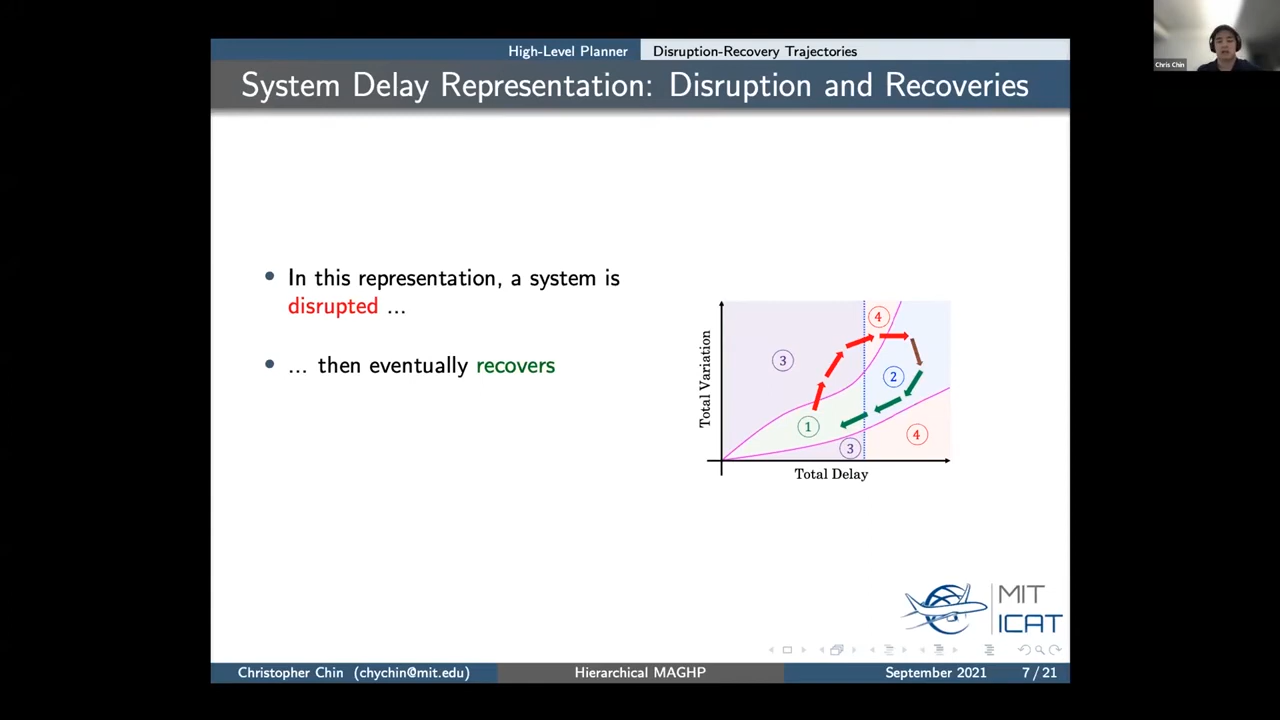 Chris Chin
High-Level Planner
Disruption-Recovery Trajectories
System Delay Representation: Disruption and Recoveries
• In this representation, a system is
disrupted ...
• ... then eventually recovers
Total Variation
4
3
2
1
4
3
Total Delay
MIT
ICAT
Christopher Chin (chychin@mit.edu)
Hierarchical MAGHP
September 2021
7 / 21